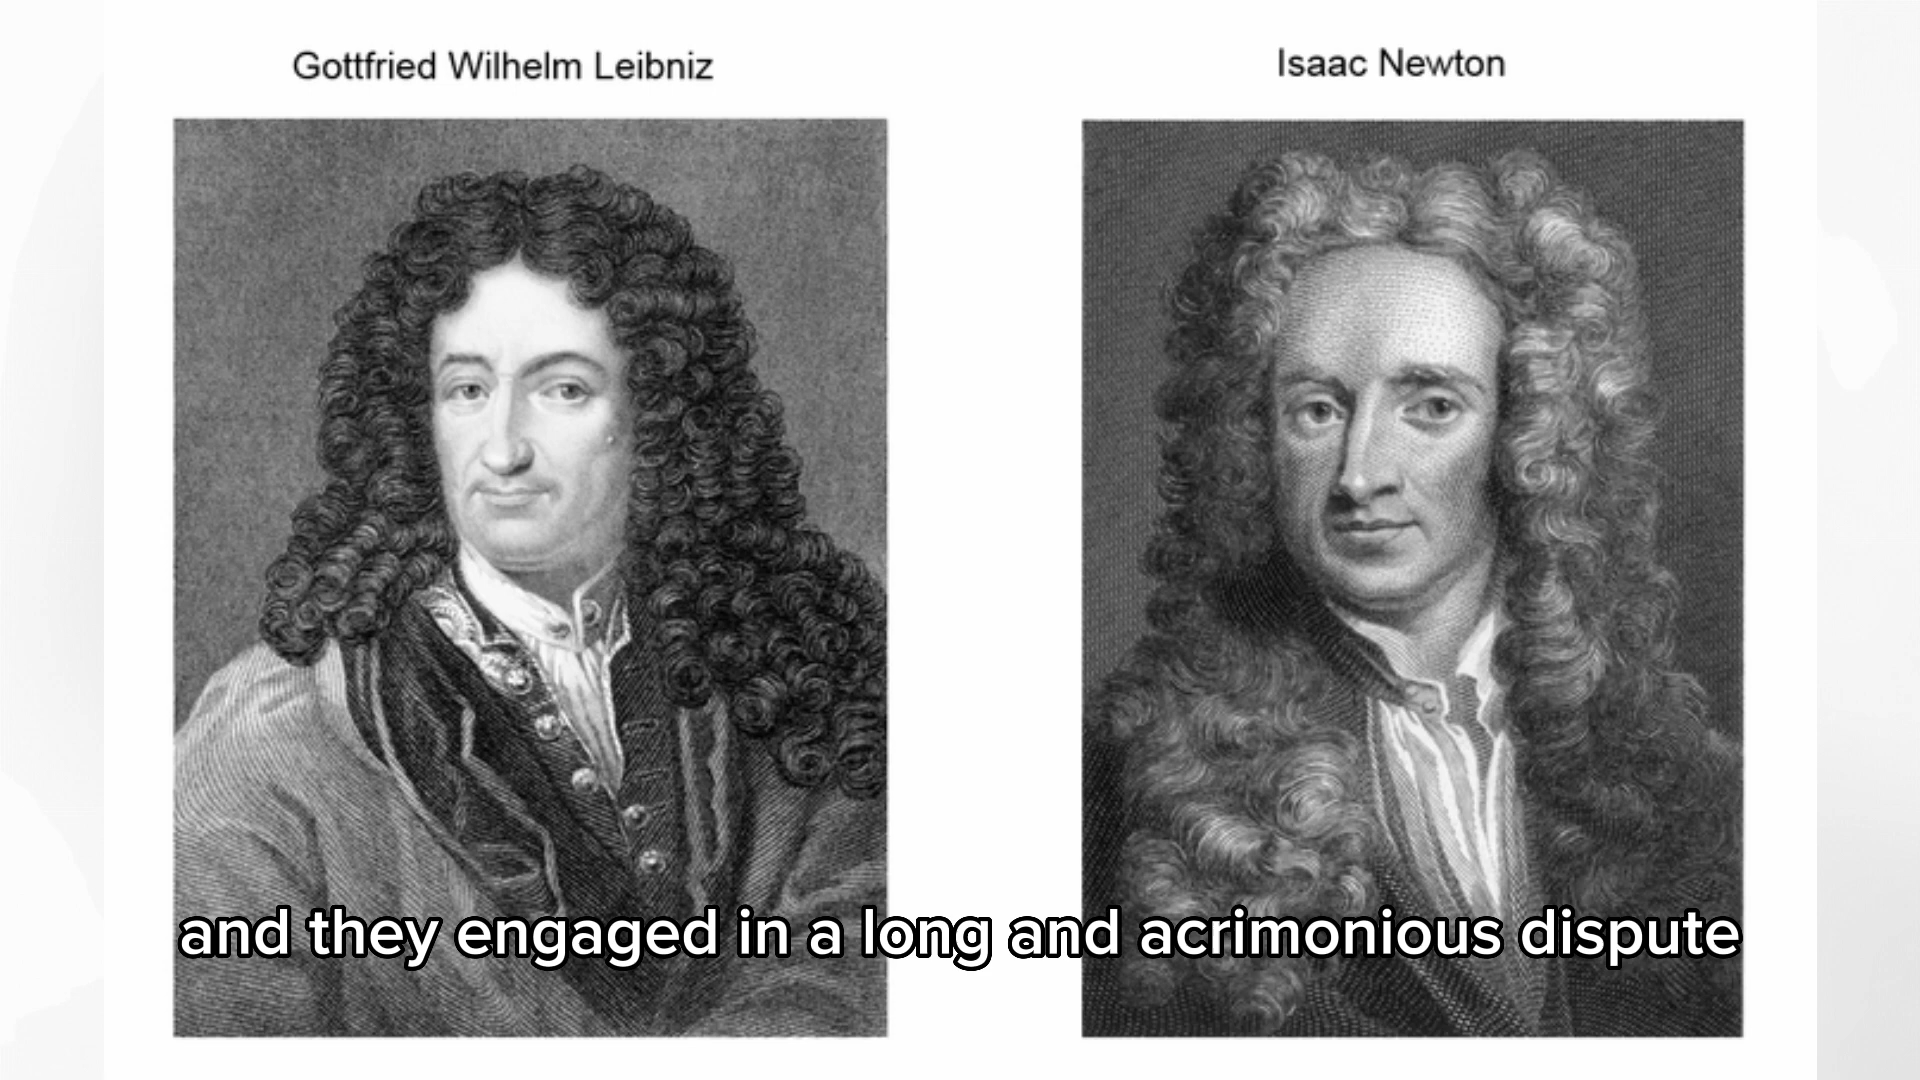 Gottfried Wilhelm Leibniz
Isaac Newton
and they engaged in a long and acrimonious dispute